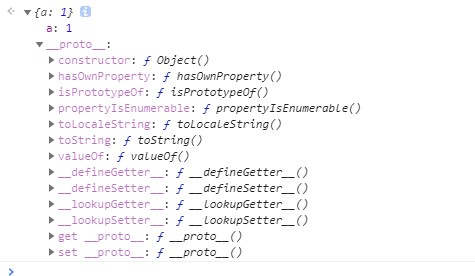 {a: 1} i
a: 1
__proto__:
constructor: ƒ Object()
hasOwnProperty: ƒ hasOwnProperty()
isPrototypeOf: ƒ isPrototypeOf()
propertyIsEnumerable: ƒ propertyIsEnumerable()
toLocaleString: ƒ toLocaleString()
toString: ƒ toString()
valueOf: ƒ valueOf()
__defineGetter__: ƒ __defineGetter__()
__defineSetter__: ƒ __defineSetter__()
__lookupGetter__: ƒ __lookupGetter__()
__lookupSetter__: ƒ __lookupSetter__()
get __proto__: ƒ __proto__()
set __proto__: ƒ __proto__()